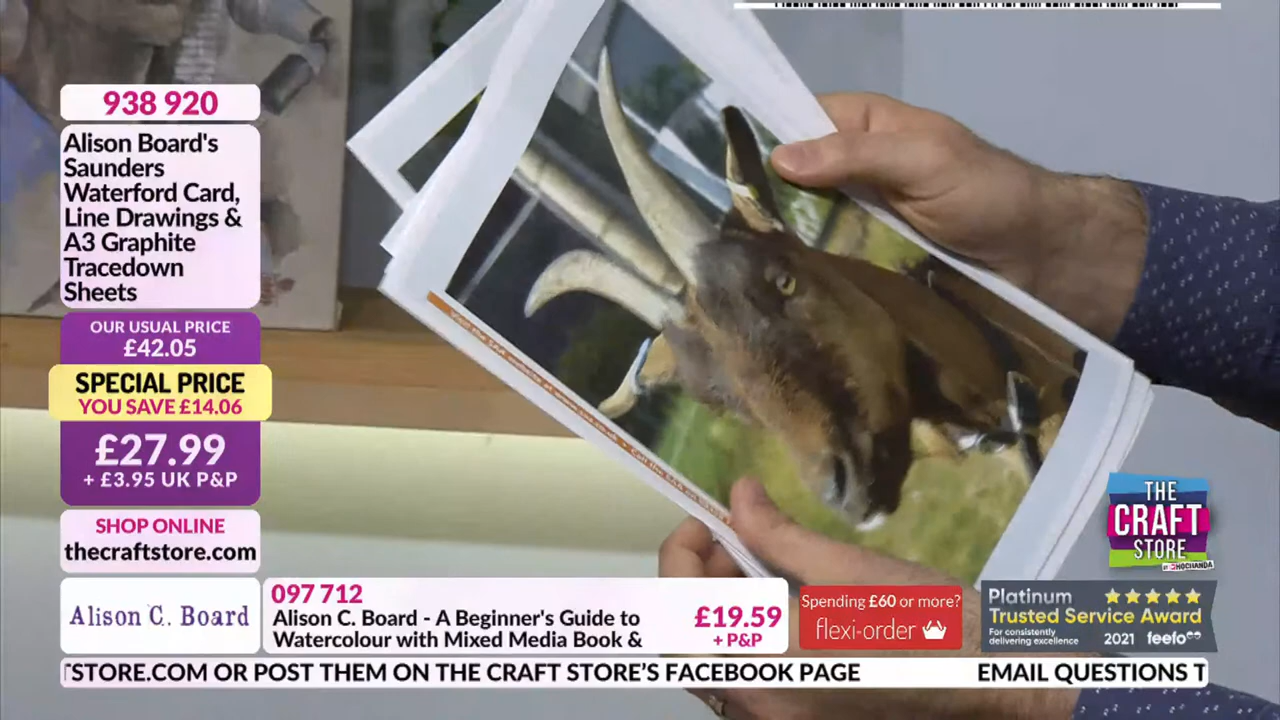 938 920
Alison Board's
Saunders
Waterford Card,
Line Drawings &
A3 Graphite
Tracedown
Sheets
OUR USUAL PRICE
£42.05
SPECIAL PRICE
YOU SAVE £14.06
£27.99
+ £3.95 UK P&P
SHOP ONLINE
thecraftstore.com
THE
CRAFT
STORE
BY HOCHANDA
Alison C. Board
097 712
Alison C. Board - A Beginner's Guide to
Watercolour with Mixed Media Book &
£19.59
+ P&P
Spending £60 or more?
flexi-order
Platinum
Trusted Service Award
For consistently
delivering excellence
2021 feefo
TSTORE.COM OR POST THEM ON THE CRAFT STORE'S FACEBOOK PAGE
EMAIL QUESTIONS T